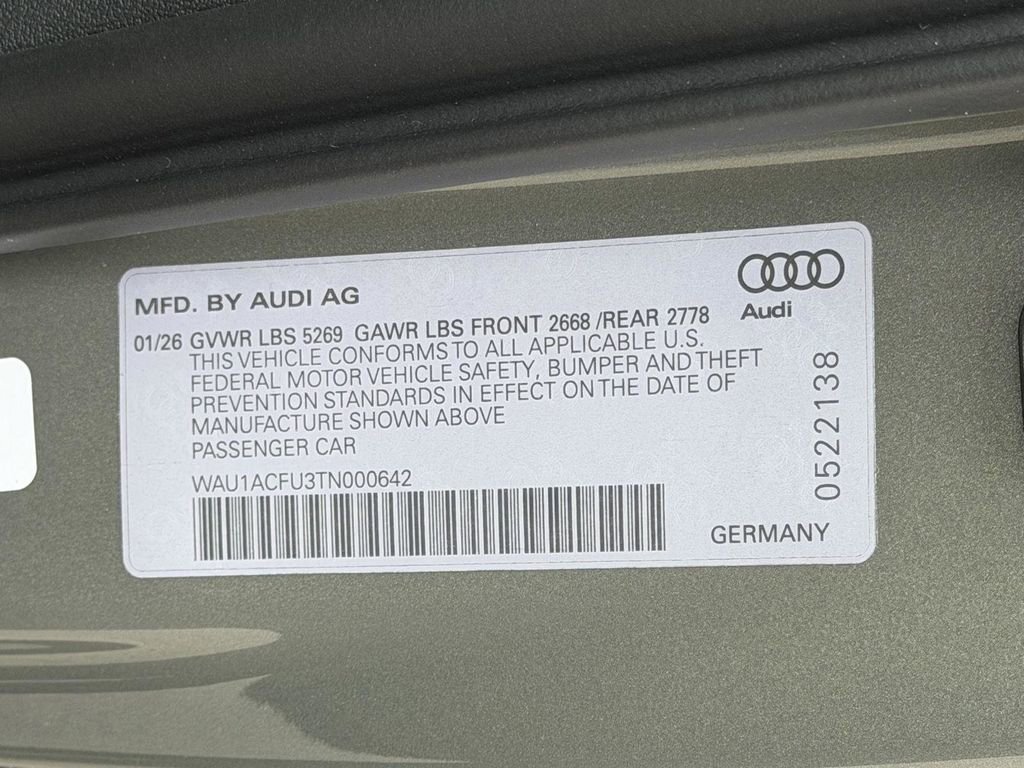 MFD. BY AUDI AG
01/26 GVWR LBS 5269 GAWR LBS FRONT 2668 /REAR 2778
THIS VEHICLE CONFORMS TO ALL APPLICABLE U.S.
FEDERAL MOTOR VEHICLE SAFETY, BUMPER AND THEFT
PREVENTION STANDARDS IN EFFECT ON THE DATE OF
MANUFACTURE SHOWN ABOVE
PASSENGER CAR
WAU1ACFU3TN000642
Audi
0522138
GERMANY